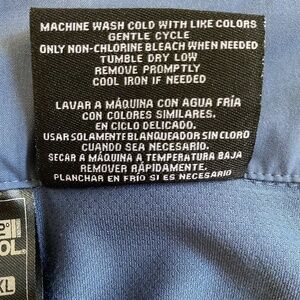 MACHINE WASH COLD WITH LIKE COLORS
GENTLE CYCLE
ONLY NON-CHLORINE BLEACH WHEN NEEDED
TUMBLE DRY LOW
REMOVE PROMPTLY
COOL IRON IF NEEDED
LAVAR A MÁQUINA CON AGUA FRÍA
CON COLORES SIMILARES.
EN CICLO DELICADO.
USAR SOLAMENTE BLANQUEADOR SIN CLORO
CUANDO SEA NECESARIO.
SECAR A MÁQUINA A TEMPERATURA BAJA
REMOVER RÁPIDAMENTE.
PLANCHAR EN FRÍO SI ES NECESARIO
OL
XL